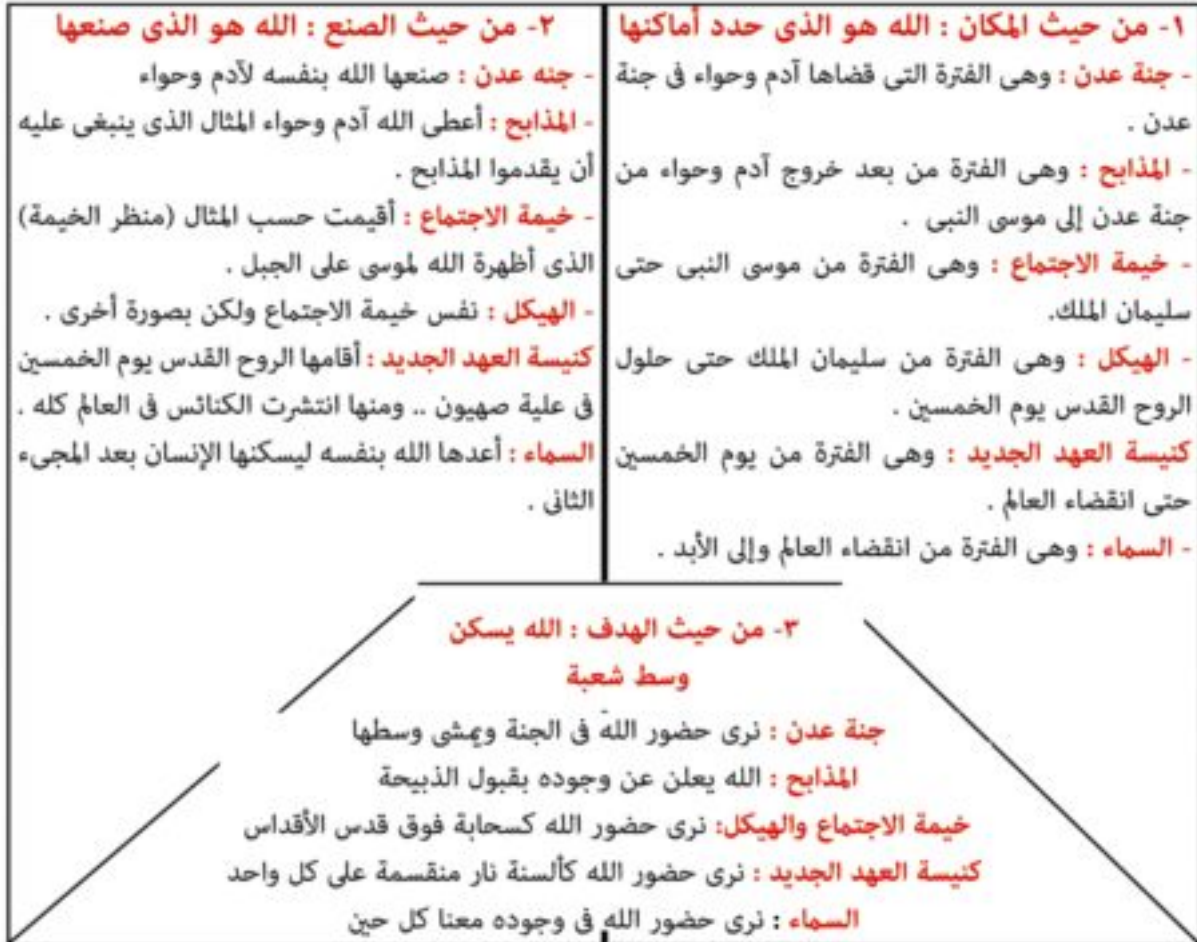 ١- من حيث المكان : الله هو الذى حدد أماكنها
- جنة عدن : وهى الفترة التى قضاها آدم وحواء فى جنة
عدن .
- المذابح : وهى الفترة من بعد خروج آدم وحواء من
جنة عدن إلى موسى النبى .
- خيمة الاجتماع : وهى الفترة من موسى النبى حتى
سليمان الملك.
- الهيكل : وهى الفترة من سليمان الملك حتى حلول
الروح القدس يوم الخمسين .
كنيسة العهد الجديد : وهى الفترة من يوم الخمسين
حتى انقضاء العالم .
- السماء : وهى الفترة من انقضاء العالم وإلى الأبد .
٢- من حيث الصنع : الله هو الذى صنعها
- جنه عدن : صنعها الله بنفسه لآدم وحواء
- المذابح : أعطى الله آدم وحواء المثال الذى ينبغى عليه
أن يقدموا المذابح .
- خيمة الاجتماع : أقيمت حسب المثال (منظر الخيمة)
الذى أظهرة الله لموسى على الجبل .
- الهيكل : نفس خيمة الاجتماع ولكن بصورة أخرى .
كنيسة العهد الجديد : أقامها الروح القدس يوم الخمسين
فى علية صهيون .. ومنها انتشرت الكنائس فى العالم كله .
السماء : أعدها الله بنفسه ليسكنها الإنسان بعد المجىء
الثانى .
٣- من حيث الهدف : الله يسكن
وسط شعبة
جنة عدن : نرى حضور الله فى الجنة ويمشى وسطها
المذابح : الله يعلن عن وجوده بقبول الذبيحة
خيمة الاجتماع والهيكل: نرى حضور الله كسحابة فوق قدس الأقداس
كنيسة العهد الجديد : نرى حضور الله كألسنة نار منقسمة على كل واحد
السماء : نرى حضور الله فى وجوده معنا كل حين